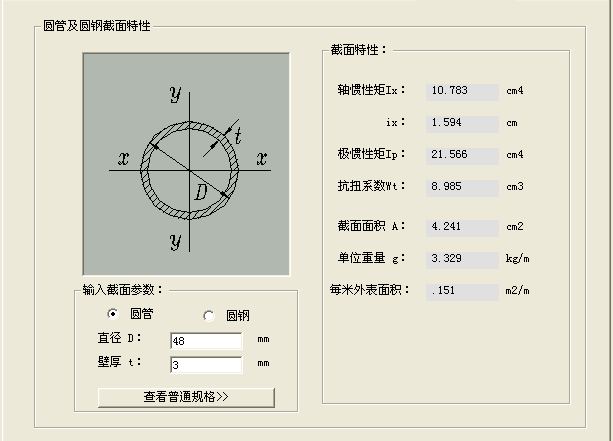 圆管及圆钢截面特性
y
t
x
x
D
y
输入截面参数：
圆管
圆钢
直径 D： 48 mm
壁厚 t： 3 mm
查看普通规格>>
截面特性：
轴惯性矩Ix： 10.783 cm4
ix： 1.594 cm
极惯性矩Ip： 21.566 cm4
抗扭系数Wt： 8.985 cm3
截面面积 A： 4.241 cm2
单位重量 g： 3.329 kg/m
每米外表面积： .151 m2/m